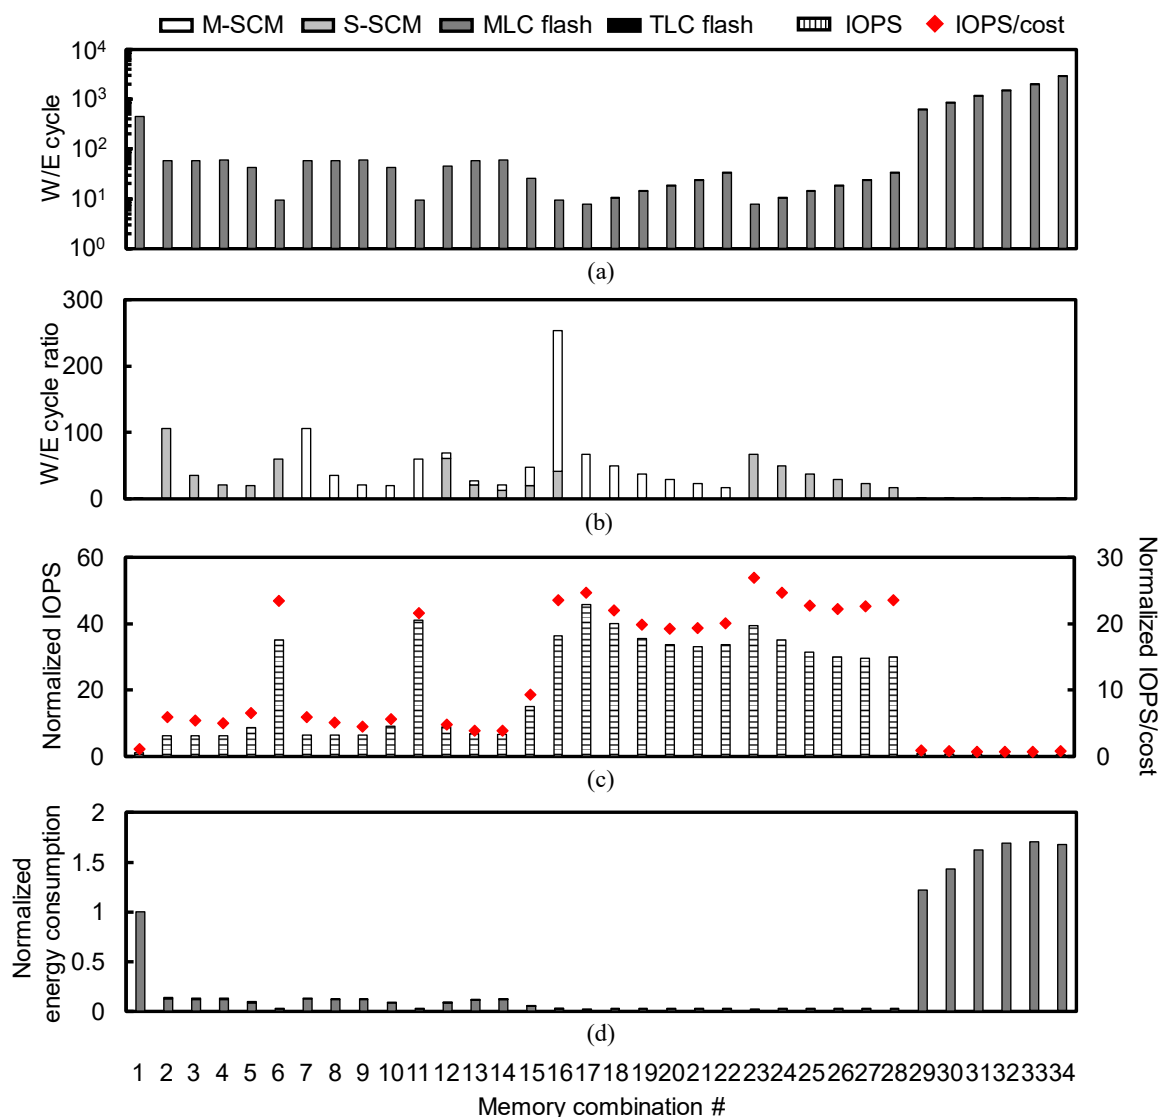 M-SCM S-SCM MLC flash TLC flash IOPS IOPS/cost
W/E cycle
10^4
10^3
10^2
10^1
10^0
(a)
W/E cycle ratio
300
200
100
0
(b)
Normalized IOPS
60
40
20
0
30
20
10
0
Normalized IOPS/cost
(c)
Normalized
energy consumption
2
1.5
1
0.5
0
(d)
1 2 3 4 5 6 7 8 9 10 11 12 13 14 15 16 17 18 19 20 21 22 23 24 25 26 27 28 29 30 31 32 33 34
Memory combination #